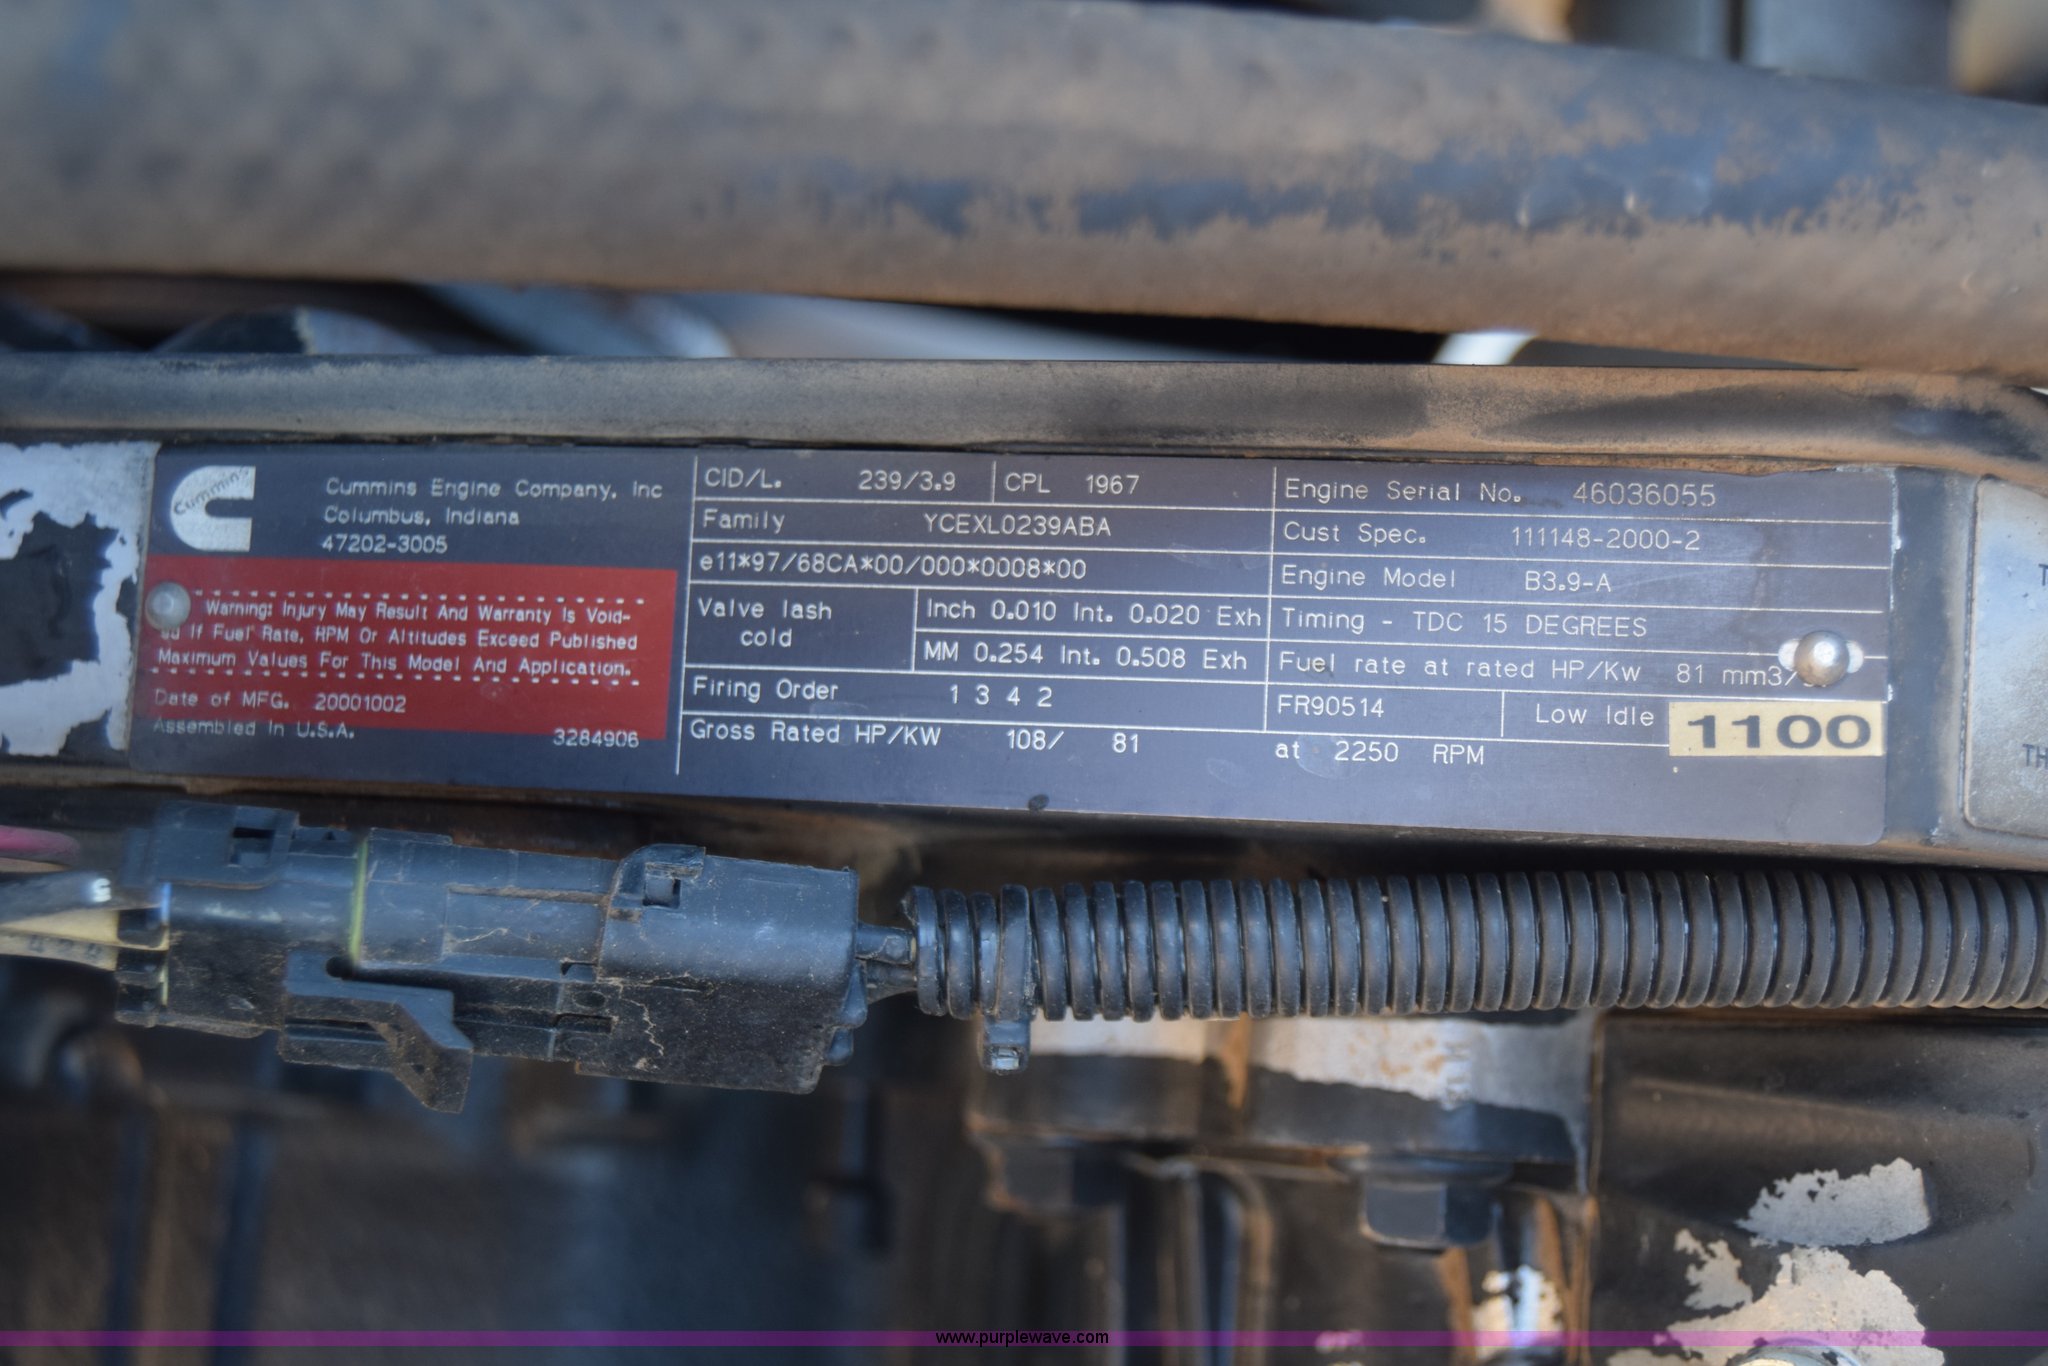 Cummins
Cummins Engine Company, Inc
Columbus, Indiana
47202-3005
Warning: Injury May Result And Warranty Is Void-
ed If Fuel Rate, RPM Or Altitudes Exceed Published
Maximum Values For This Model And Application.
Date of MFG. 20001002
Assembled In U.S.A.
3284906
CID/L. 239/3.9 CPL 1967
Family YCEXL0239ABA
e11*97/68CA*00/000*0008*00
Valve lash cold
Inch 0.010 Int. 0.020 Exh
MM 0.254 Int. 0.508 Exh
Firing Order 1 3 4 2
Gross Rated HP/KW 108/ 81 at 2250 RPM
Engine Serial No. 46036055
Cust Spec. 111148-2000-2
Engine Model B3.9-A
Timing - TDC 15 DEGREES
Fuel rate at rated HP/Kw 81 mm3/
FR90514 Low Idle 1100
www.purplewave.com